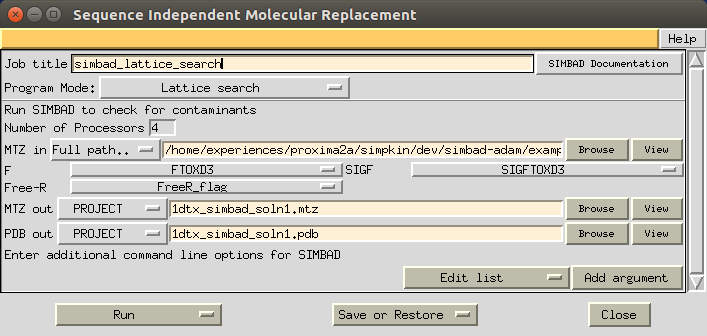 Sequence Independent Molecular Replacement
Help
Job title simbad_lattice_search SIMBAD Documentation
Program Mode: Lattice search
Run SIMBAD to check for contaminants
Number of Processors 4
MTZ in Full path.. /home/experiences/proxima2a/simpkin/dev/simbad-adam/examp Browse View
F FTOXD3 SIGF SIGFTOXD3
Free-R FreeR_flag
MTZ out PROJECT 1dtx_simbad_soln1.mtz Browse View
PDB out PROJECT 1dtx_simbad_soln1.pdb Browse View
Enter additional command line options for SIMBAD
Edit list Add argument
Run Save or Restore Close